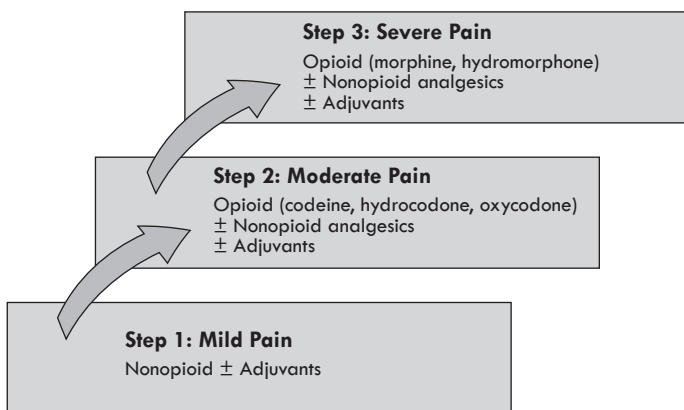 Step 3: Severe Pain
Opioid (morphine, hydromorphone)
± Nonopioid analgesics
± Adjuvants
Step 2: Moderate Pain
Opioid (codeine, hydrocodone, oxycodone)
± Nonopioid analgesics
± Adjuvants
Step 1: Mild Pain
Nonopioid ± Adjuvants